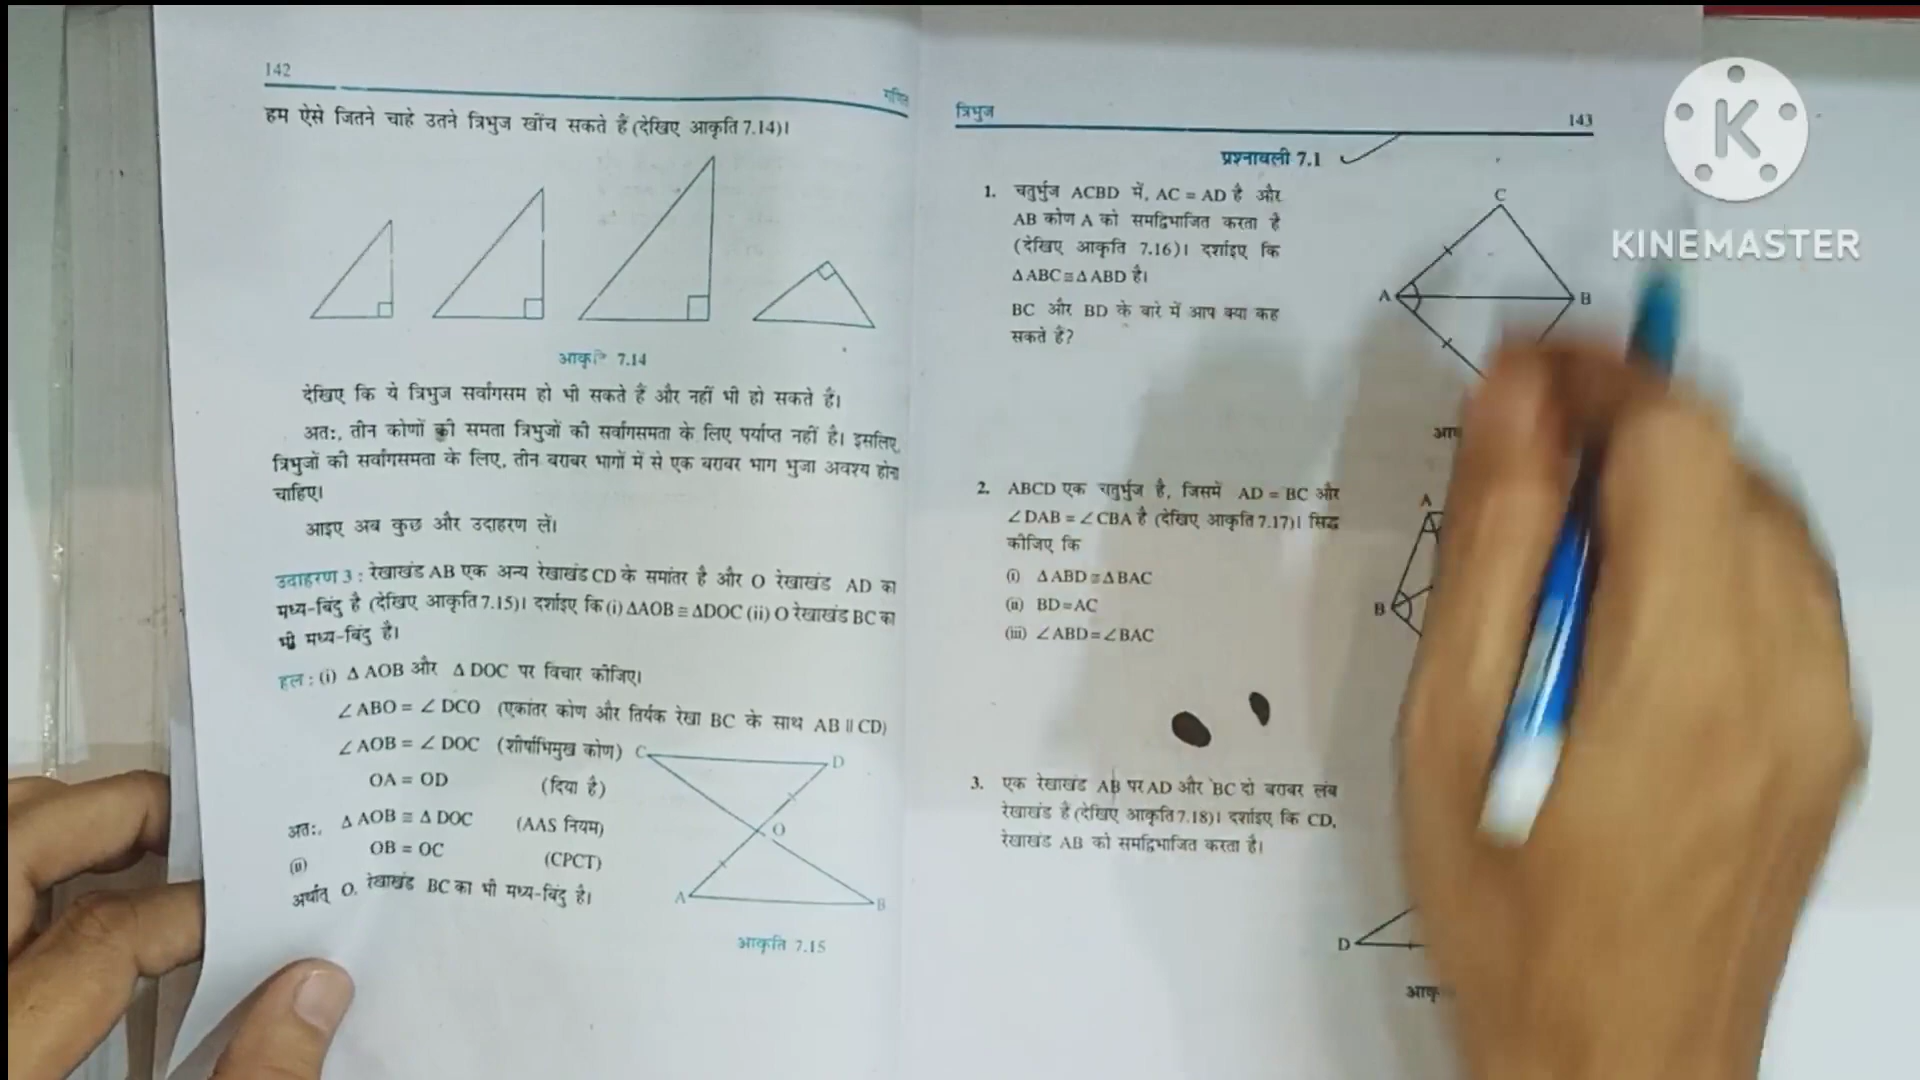 142
गणित
हम ऐसे जितने चाहे उतने त्रिभुज खींच सकते हैं (देखिए आकृति 7.14)।
आकृति 7.14
देखिए कि ये त्रिभुज सर्वांगसम हो भी सकते हैं और नहीं भी हो सकते हैं।
अतः, तीन कोणों की समता त्रिभुजों की सर्वांगसमता के लिए पर्याप्त नहीं है। इसलिए,
त्रिभुजों की सर्वांगसमता के लिए, तीन बराबर भागों में से एक बराबर भाग भुजा अवश्य होना
चाहिए।
आइए अब कुछ और उदाहरण लें।
उदाहरण 3 : रेखाखंड AB एक अन्य रेखाखंड CD के समांतर है और O रेखाखंड AD का
मध्य-बिंदु है (देखिए आकृति 7.15)। दर्शाइए कि (i) ∆AOB ≅ ∆DOC (ii) O रेखाखंड BC का
भी मध्य-बिंदु है।
हल : (i) ∆ AOB और ∆ DOC पर विचार कीजिए।
∠ ABO = ∠ DCO (एकांतर कोण और तिर्यक रेखा BC के साथ AB || CD)
∠ AOB = ∠ DOC (शीर्षाभिमुख कोण)
OA = OD (दिया है)
अतः, ∆ AOB ≅ ∆ DOC (AAS नियम)
(ii) OB = OC (CPCT)
अर्थात् O, रेखाखंड BC का भी मध्य-बिंदु है।
C D
O
A B
आकृति 7.15
त्रिभुज 143
प्रश्नावली 7.1
1. चतुर्भुज ACBD में, AC = AD है और
AB कोण A को समद्विभाजित करता है
(देखिए आकृति 7.16)। दर्शाइए कि
∆ ABC ≅ ∆ ABD है।
BC और BD के बारे में आप क्या कह
सकते हैं?
C
A B
2. ABCD एक चतुर्भुज है, जिसमें AD = BC और
∠ DAB = ∠ CBA है (देखिए आकृति 7.17)। सिद्ध
कीजिए कि
(i) ∆ ABD ≅ ∆ BAC
(ii) BD = AC
(iii) ∠ ABD = ∠ BAC
A
B
3. एक रेखाखंड AB पर AD और BC दो बराबर लंब
रेखाखंड हैं (देखिए आकृति 7.18)। दर्शाइए कि CD,
रेखाखंड AB को समद्विभाजित करता है।
D
K
KINEMASTER